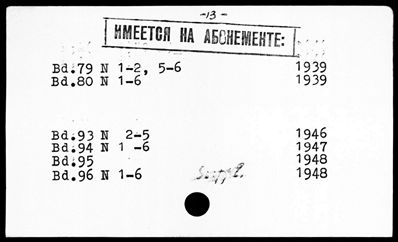 -13-
ИМЕЕТСЯ НА АБОНЕМЕНТЕ:
Bd.79 N 1-2, 5-6 1939
Bd.80 N 1-6 1939
Bd.93 N 2-5 1946
Bd.94 N 1 -6 1947
Bd.95 1948
Bd.96 N 1-6 1948